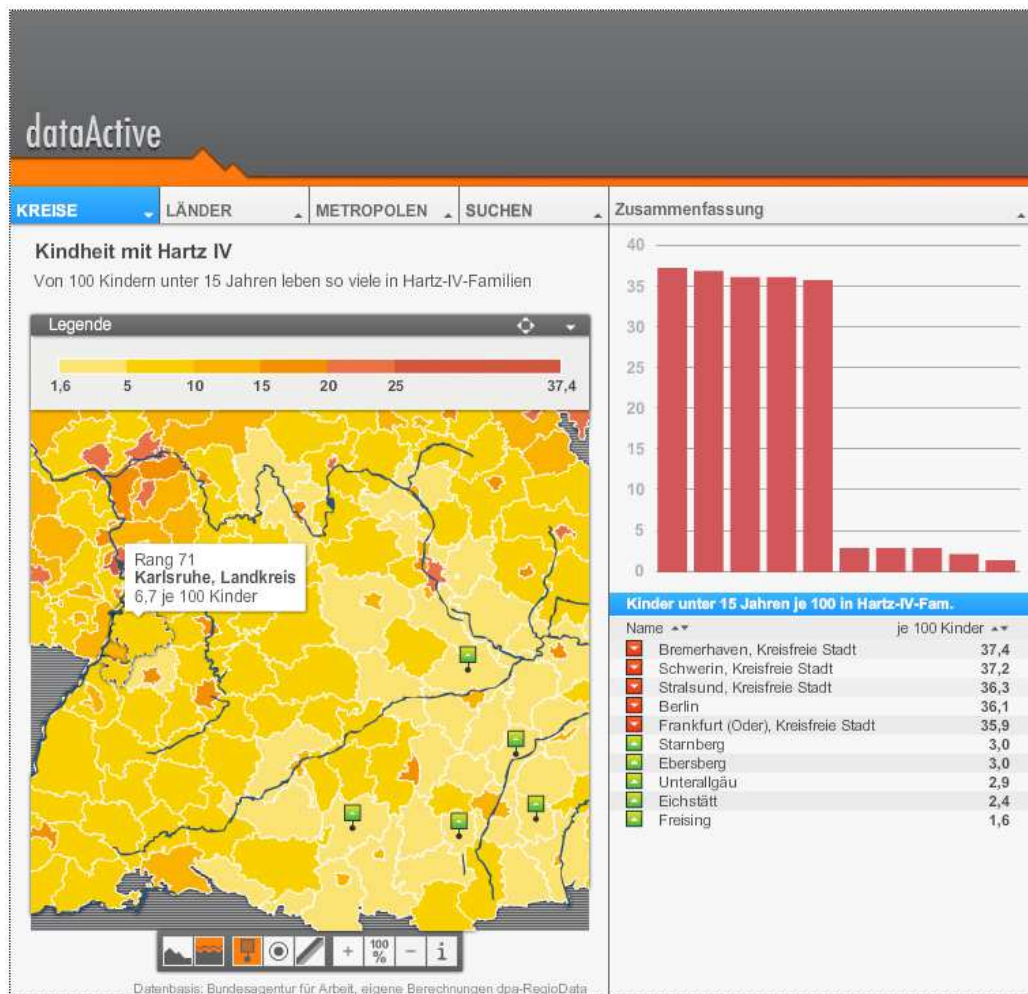 dataActive
KREISE
LÄNDER
METROPOLEN
SUCHEN
Zusammenfassung
Kindheit mit Hartz IV
Von 100 Kindern unter 15 Jahren leben so viele in Hartz-IV-Familien
Legende
1,6 5 10 15 20 25 37,4
Rang 71
Karlsruhe, Landkreis
6,7 je 100 Kinder
+ 100 % − i
Datenbasis: Bundesagentur für Arbeit, eigene Berechnungen dpa-RegioData
40
35
30
25
20
15
10
5
0
Kinder unter 15 Jahren je 100 in Hartz-IV-Fam.
Name je 100 Kinder
Bremerhaven, Kreisfreie Stadt 37,4
Schwerin, Kreisfreie Stadt 37,2
Stralsund, Kreisfreie Stadt 36,3
Berlin 36,1
Frankfurt (Oder), Kreisfreie Stadt 35,9
Starnberg 3,0
Ebersberg 3,0
Unterallgäu 2,9
Eichstätt 2,4
Freising 1,6